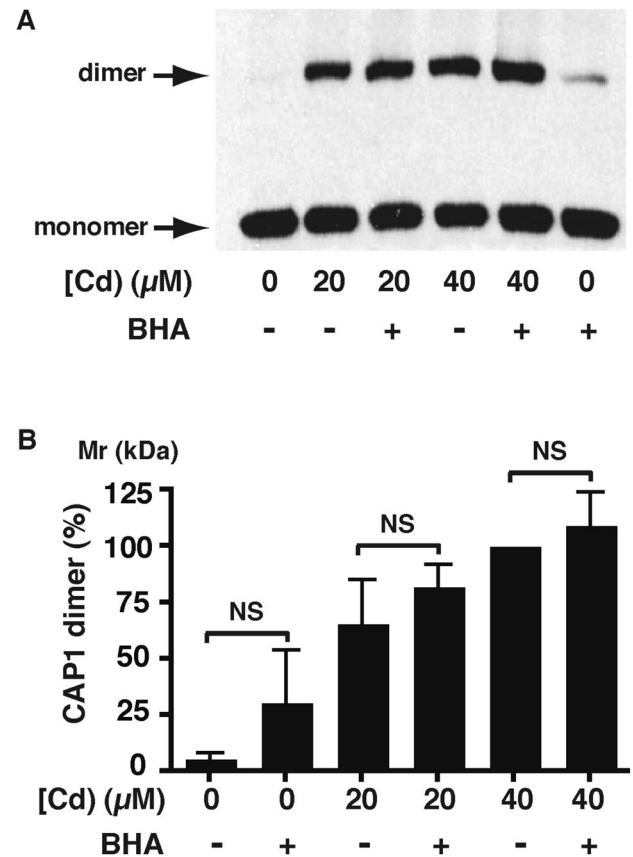 A
dimer
monomer
[Cd) (µM) 0 20 20 40 40 0
BHA - - + - + +
B
Mr (kDa)
CAP1 dimer (%)
125
100
75
50
25
0
NS
NS
NS
[Cd) (µM) 0 0 20 20 40 40
BHA - + - + - +